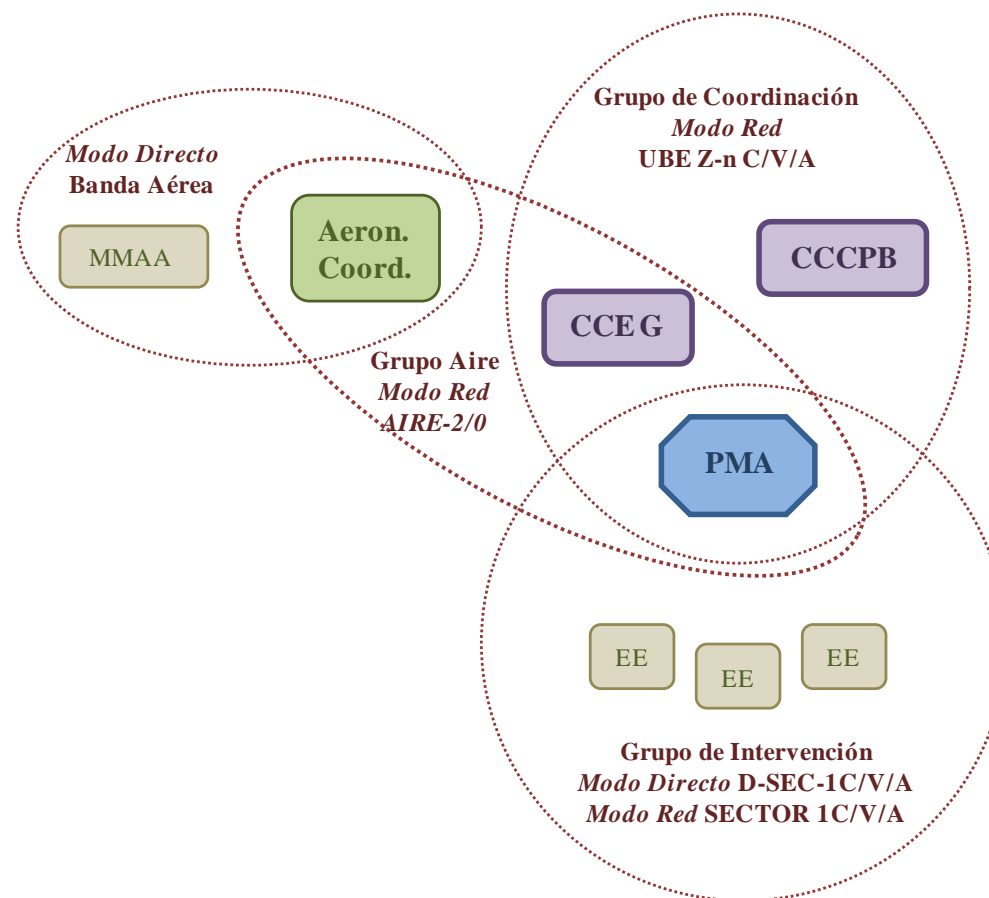 Grupo de Coordinación
Modo Red
UBE Z-n C/V/A
Modo Directo
Banda Aérea
MMAA
Aeron.
Coord.
CCCPB
CCE G
Grupo Aire
Modo Red
AIRE-2/0
PMA
EE
EE
EE
Grupo de Intervención
Modo Directo D-SEC-1C/V/A
Modo Red SECTOR 1C/V/A